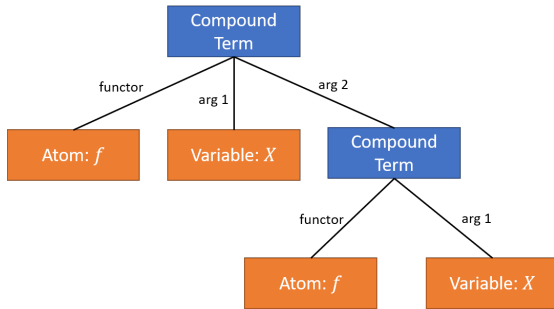 Compound
Term
functor
arg 1
arg 2
Atom: f
Variable: X
Compound
Term
functor
arg 1
Atom: f
Variable: X